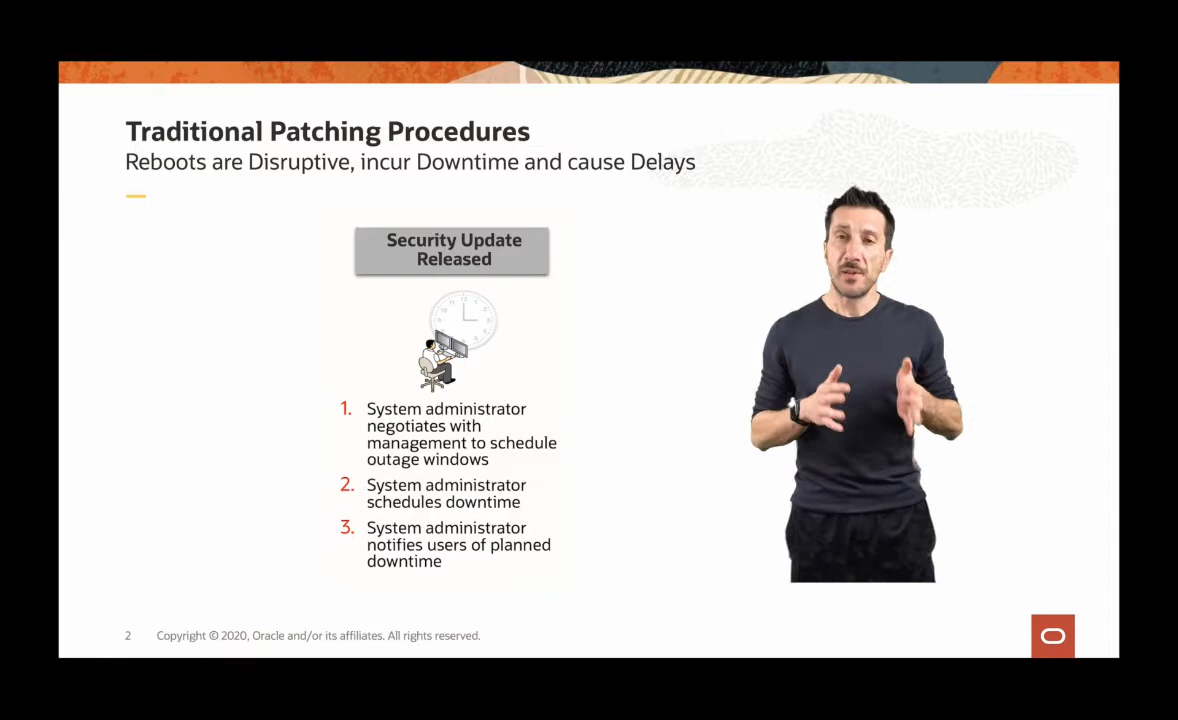 Traditional Patching Procedures
Reboots are Disruptive, incur Downtime and cause Delays
Security Update
Released
1. System administrator
negotiates with
management to schedule
outage windows
2. System administrator
schedules downtime
3. System administrator
notifies users of planned
downtime
2 Copyright © 2020, Oracle and/or its affiliates. All rights reserved.